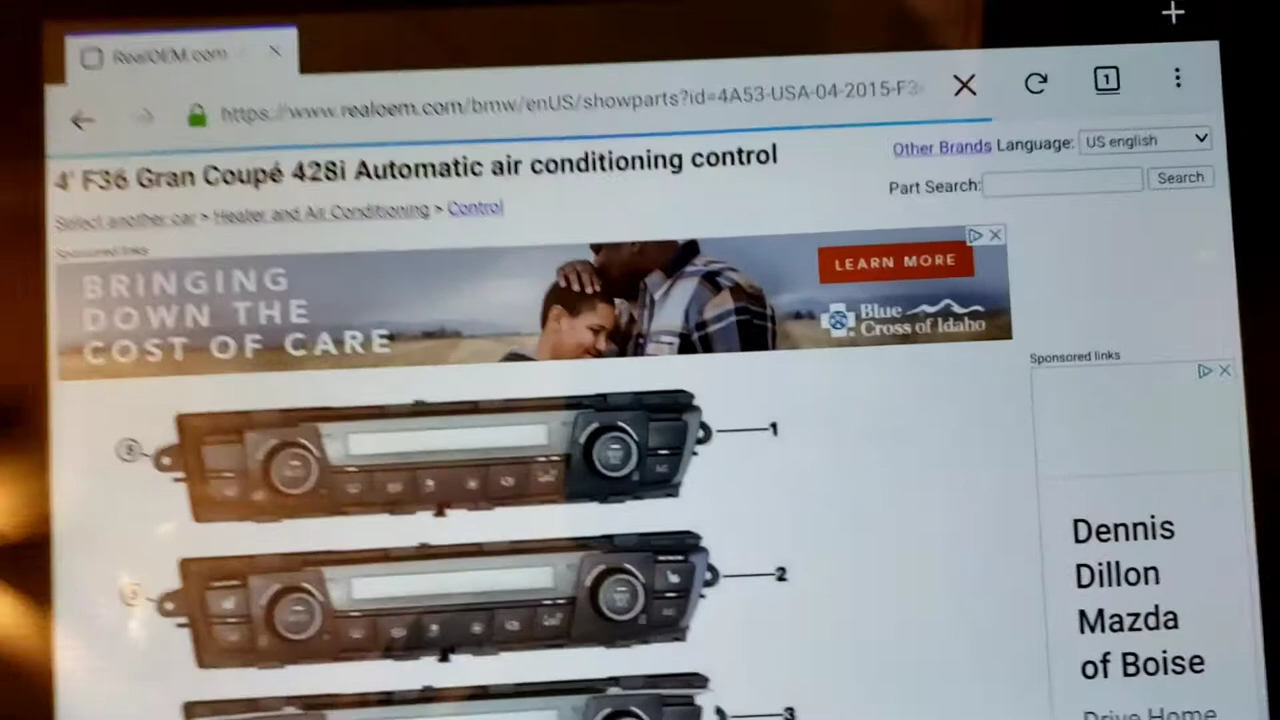 RealOEM.com
https://www.realoem.com/bmw/enUS/showparts?id=4A53-USA-04-2015-F3
1
4' F36 Gran Coupé 428i Automatic air conditioning control
Other Brands Language: US english
Select another car > Heater and Air Conditioning > Control
Part Search: Search
Sponsored links
BRINGING
DOWN THE
COST OF CARE
LEARN MORE
Blue
Cross of Idaho
Sponsored links
1
2
3
Dennis
Dillon
Mazda
of Boise
Drive Home